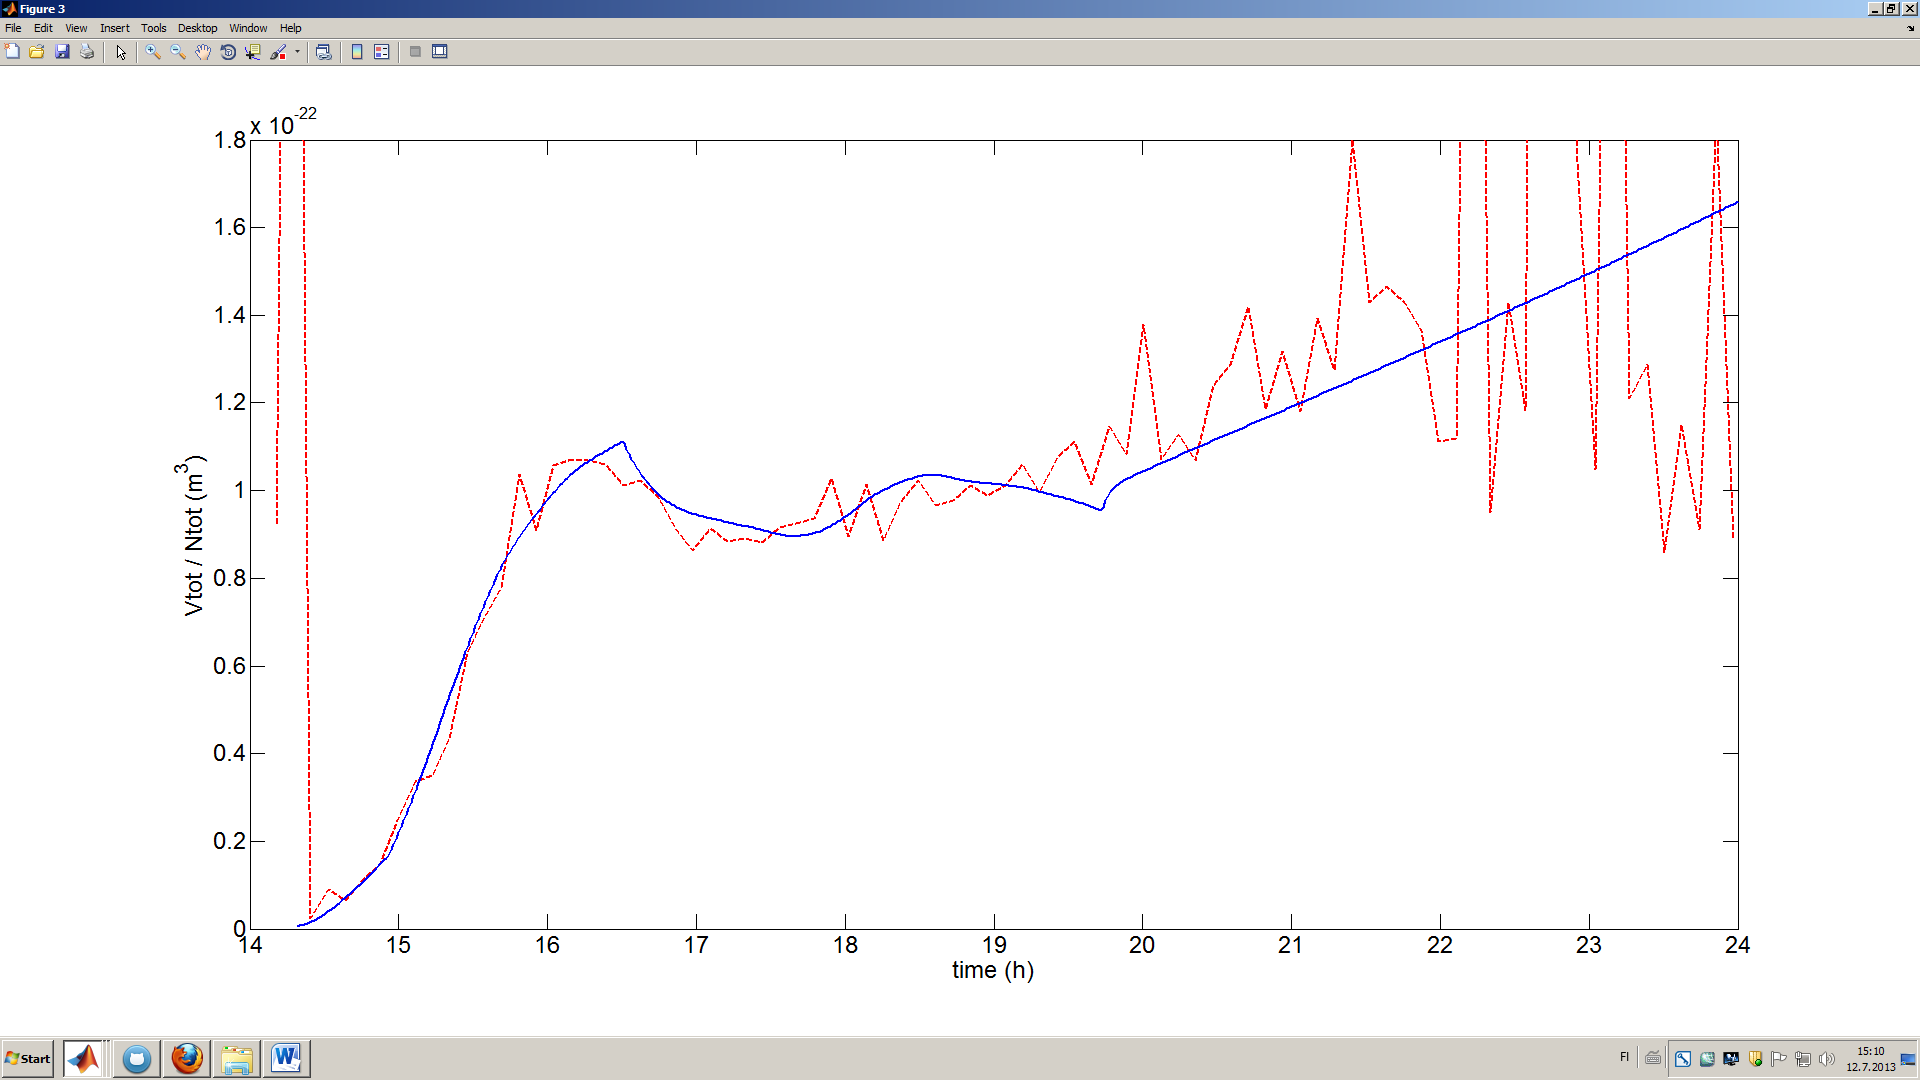 Figure 3
File Edit View Insert Tools Desktop Window Help
x 10-22
1.8
1.6
1.4
1.2
1
0.8
0.6
0.4
0.2
0
Vtot / Ntot (m3)
14 15 16 17 18 19 20 21 22 23 24
time (h)
Start
W
FI
15:10
12.7.2013